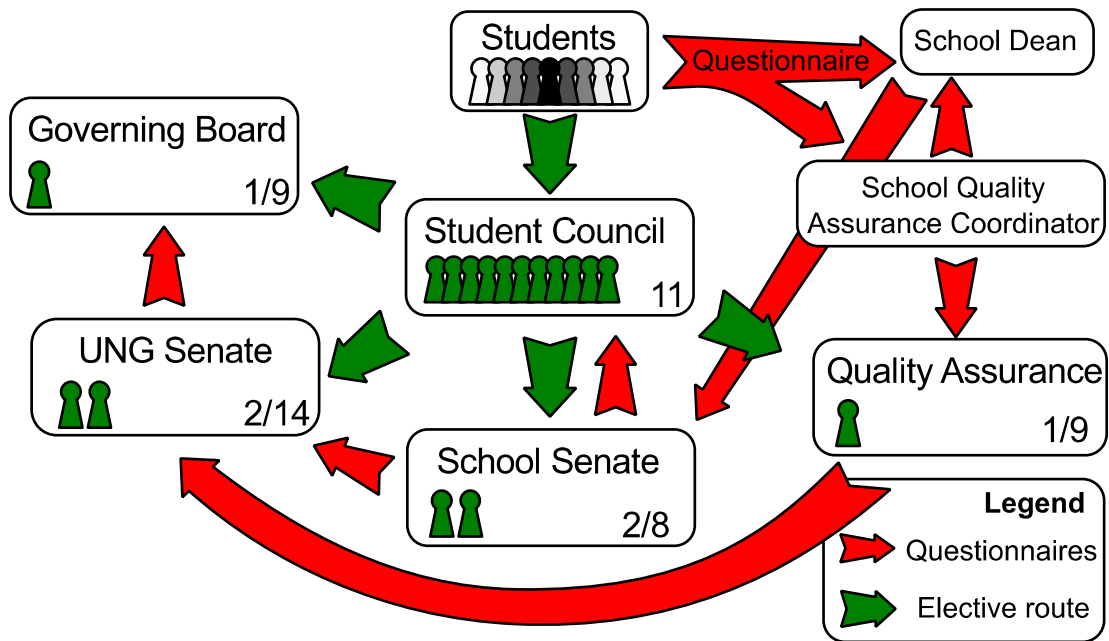 Students
Questionnaire
School Dean
Governing Board
1/9
School Quality
Assurance Coordinator
Student Council
11
UNG Senate
2/14
Quality Assurance
1/9
School Senate
2/8
Legend
Questionnaires
Elective route